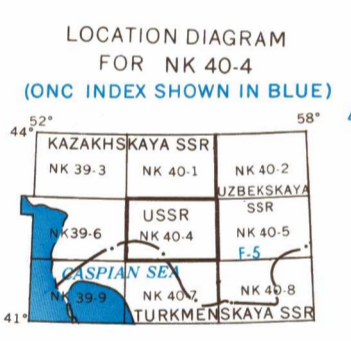 LOCATION DIAGRAM
FOR NK 40-4
(ONC INDEX SHOWN IN BLUE)
52° 58°
44°
KAZAKHSKAYA SSR
NK 39-3 NK 40-1 NK 40-2
UZBEKSKAYA
USSR SSR
NK 39-6 NK 40-4 NK 40-5
F-5
CASPIAN SEA
NK 39-9 NK 40-7 NK 40-8
41° TURKMENSKAYA SSR